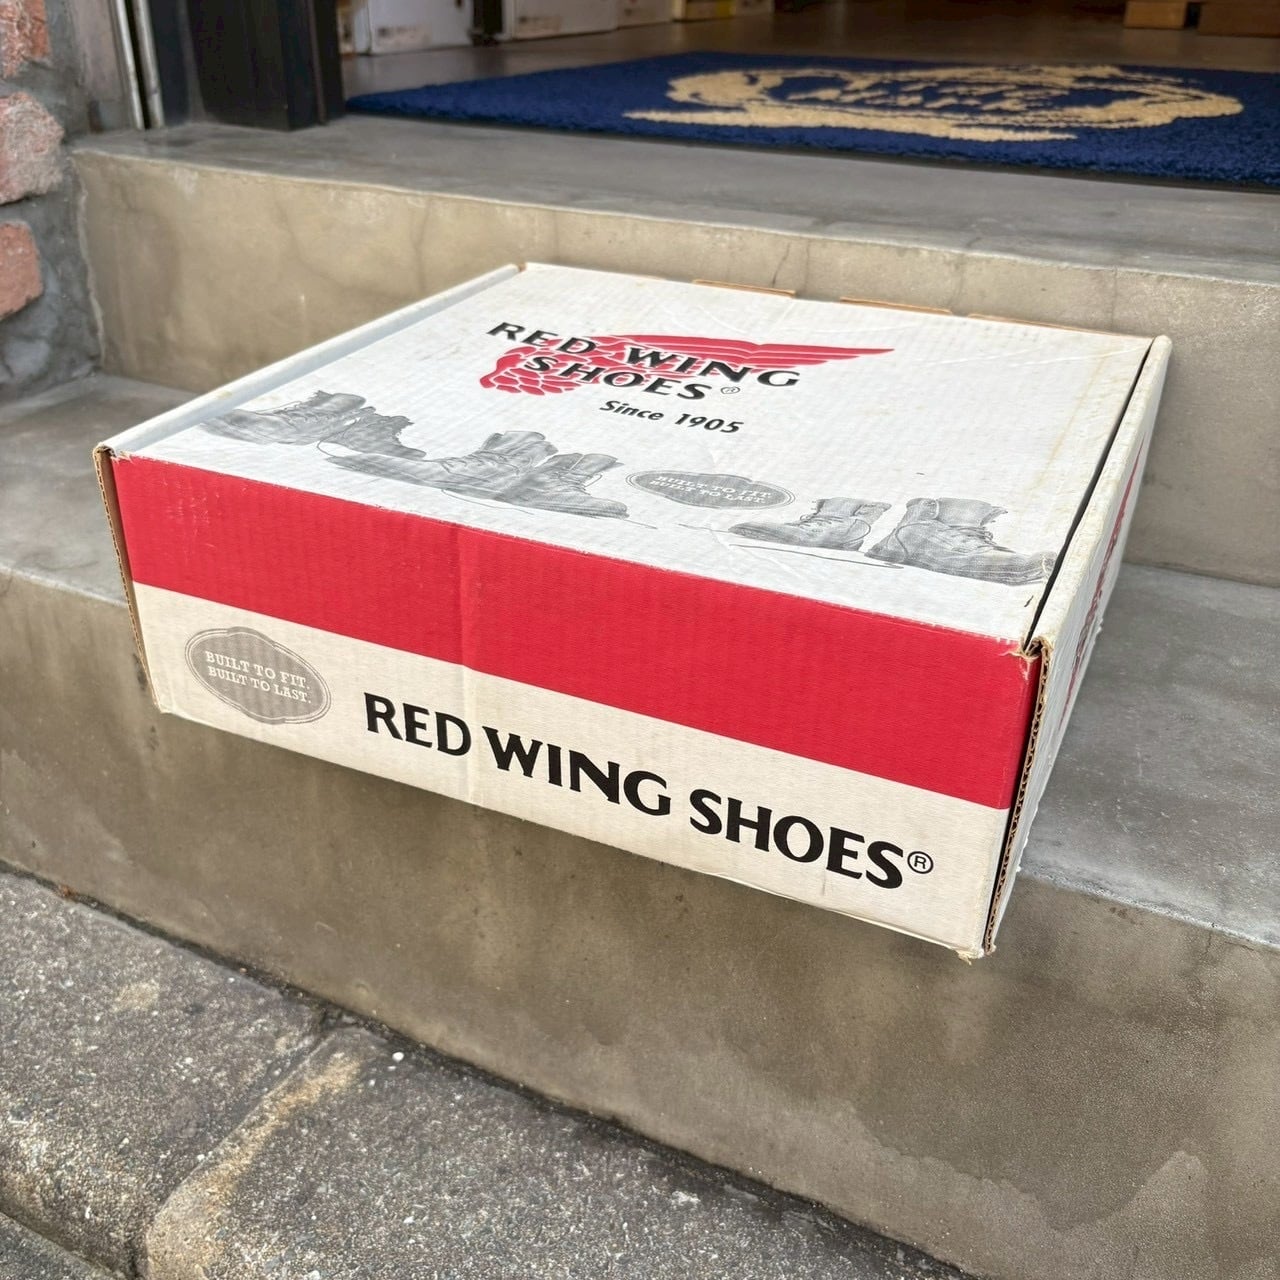 RED WING
SHOES®
Since 1905
BUILT TO FIT.
BUILT TO LAST.
BUILT TO FIT.
BUILT TO LAST.
RED WING SHOES®